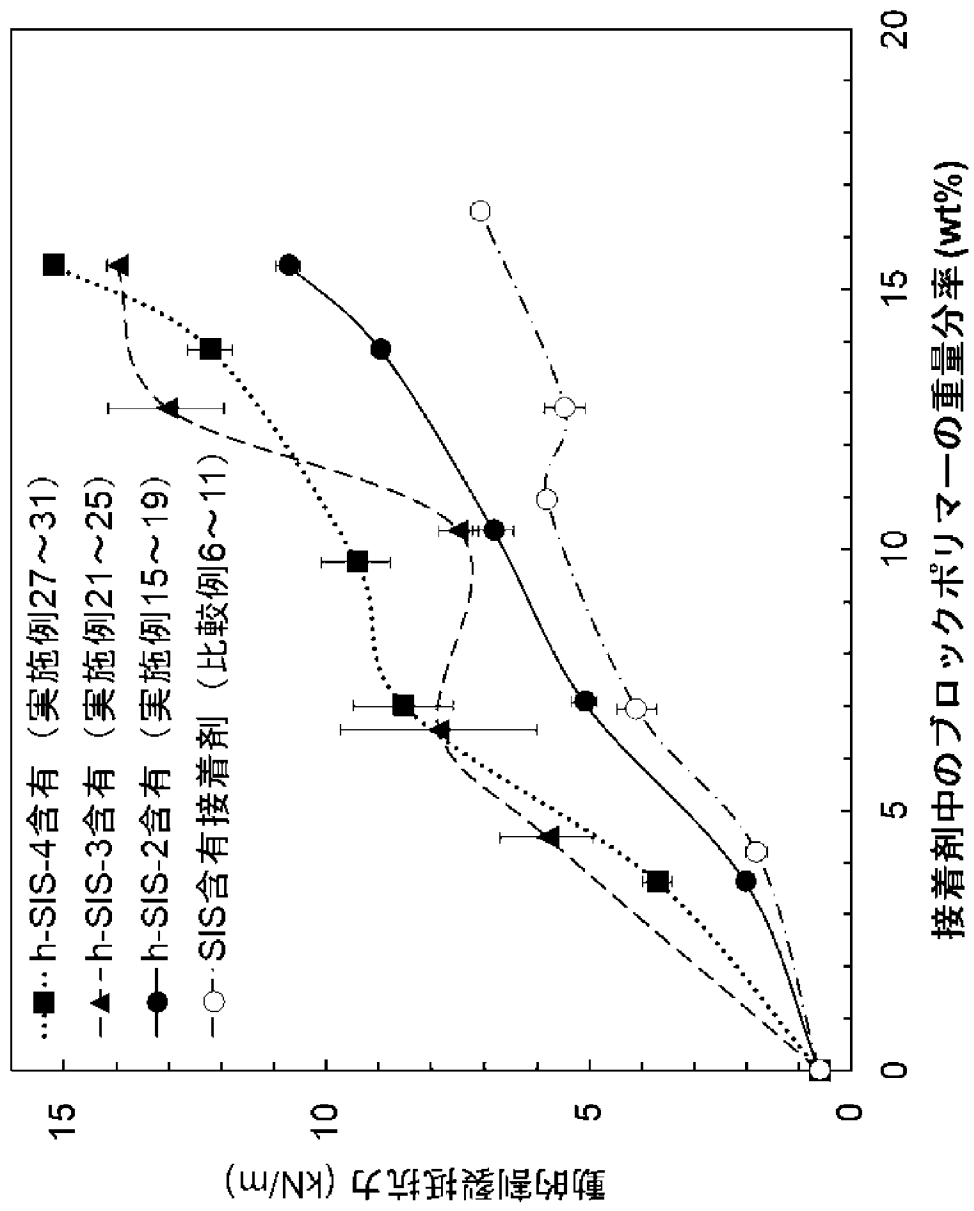 動的割裂抵抗力 (kN/m)
15
10
5
0
h-SIS-4含有（実施例27～31）
h-SIS-3含有（実施例21～25）
h-SIS-2含有（実施例15～19）
SIS含有接着剤（比較例6～11）
0
5
10
15
20
接着剤中のブロックポリマーの重量分率(wt%)